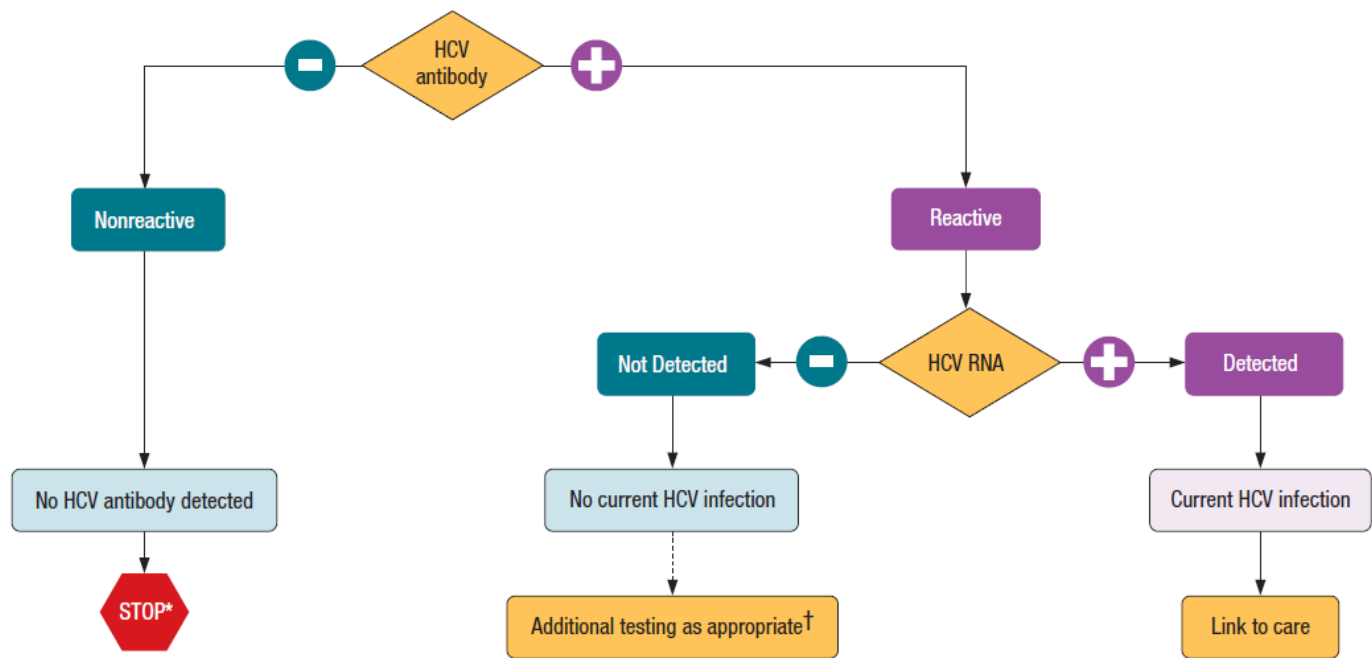 HCV
antibody
Nonreactive
Reactive
Not Detected
HCV RNA
Detected
No HCV antibody detected
No current HCV infection
Current HCV infection
STOP*
Additional testing as appropriate†
Link to care